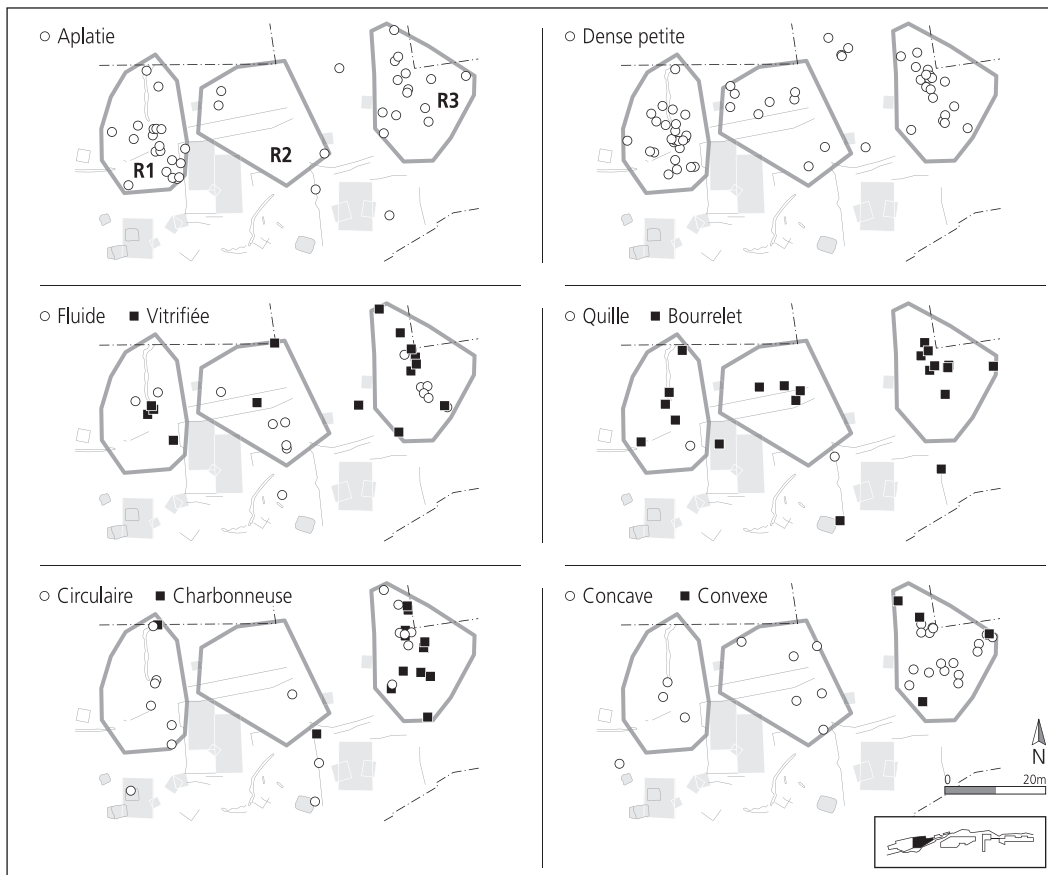 Aplatie
R1
R2
R3
Dense petite
Fluide Vitrifiée
Quille Bourrelet
Circulaire Charbonneuse
Concave Convexe
N
0 20m